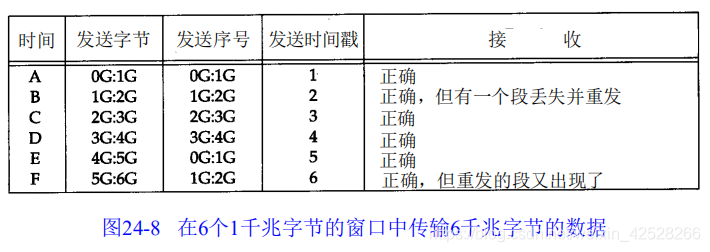 时间 发送字节 发送序号 发送时间戳 接 收
A 0G:1G 0G:1G 1 正确
B 1G:2G 1G:2G 2 正确，但有一个段丢失并重发
C 2G:3G 2G:3G 3 正确
D 3G:4G 3G:4G 4 正确
E 4G:5G 0G:1G 5 正确
F 5G:6G 1G:2G 6 正确，但重发的段又出现了
图24-8 在6个1千兆字节的窗口中传输6千兆字节的数据